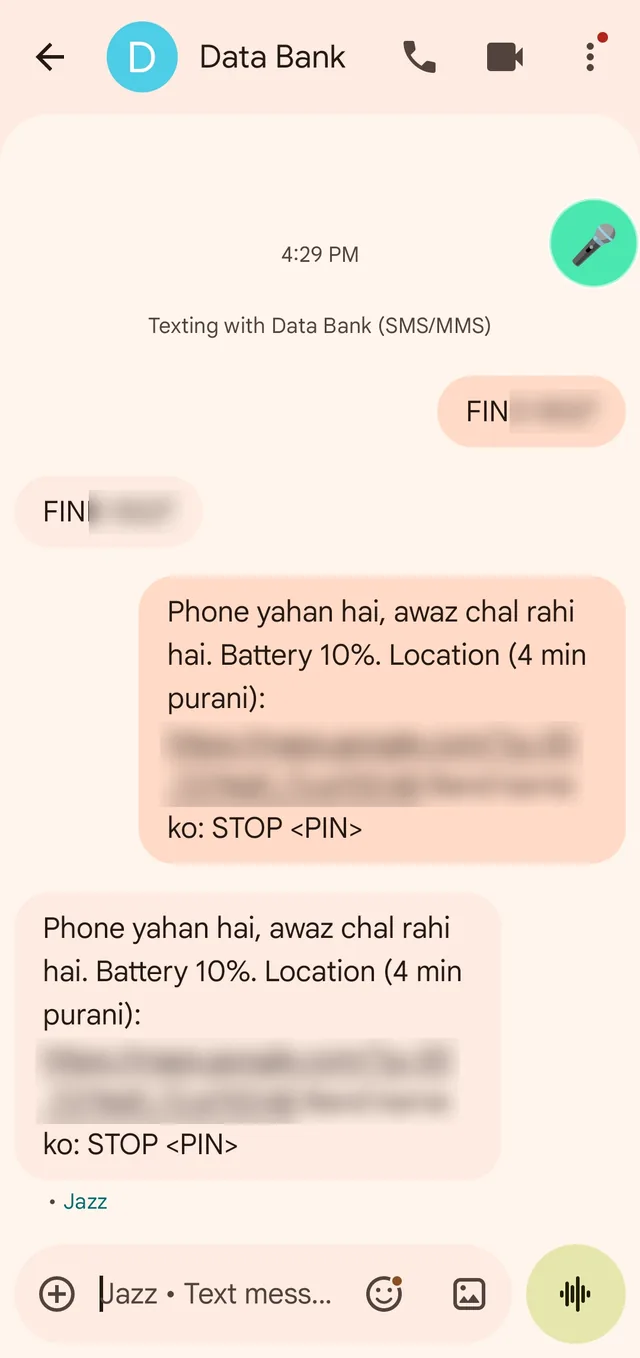 D Data Bank
4:29 PM
Texting with Data Bank (SMS/MMS)
FIN
FIN
Phone yahan hai, awaz chal rahi
hai. Battery 10%. Location (4 min
purani):
ko: STOP <PIN>
Phone yahan hai, awaz chal rahi
hai. Battery 10%. Location (4 min
purani):
ko: STOP <PIN>
• Jazz
Jazz • Text mess...